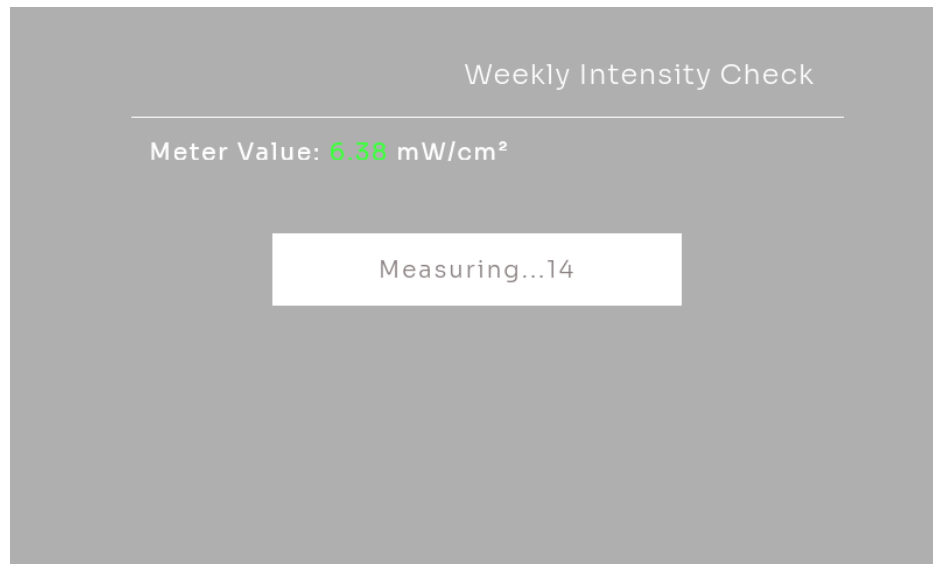 Weekly Intensity Check
Meter Value: 6.38 mW/cm²
Measuring...14